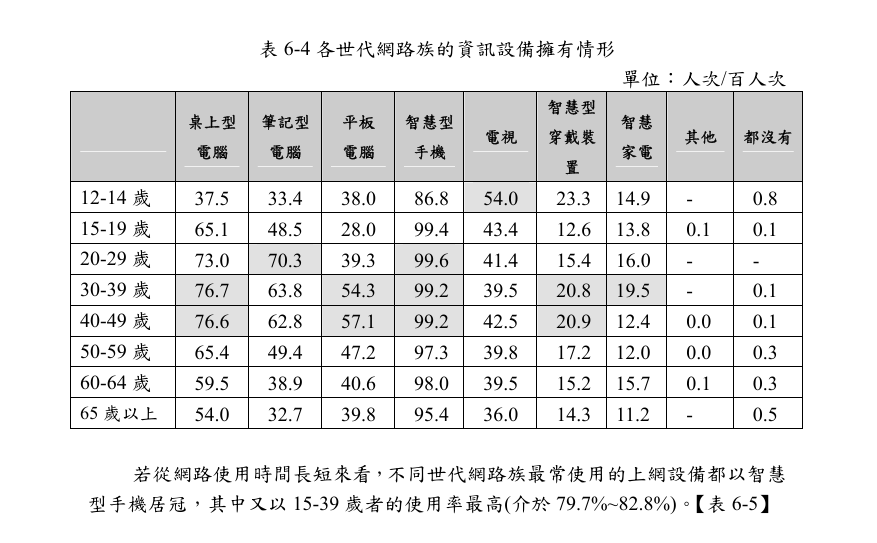 表 6-4 各世代網路族的資訊設備擁有情形
單位：人次/百人次
桌上型電腦 筆記型電腦 平板電腦 智慧型手機 電視 智慧型穿戴裝置 智慧家電 其他 都沒有
12-14 歲 37.5 33.4 38.0 86.8 54.0 23.3 14.9 - 0.8
15-19 歲 65.1 48.5 28.0 99.4 43.4 12.6 13.8 0.1 0.1
20-29 歲 73.0 70.3 39.3 99.6 41.4 15.4 16.0 - -
30-39 歲 76.7 63.8 54.3 99.2 39.5 20.8 19.5 - 0.1
40-49 歲 76.6 62.8 57.1 99.2 42.5 20.9 12.4 0.0 0.1
50-59 歲 65.4 49.4 47.2 97.3 39.8 17.2 12.0 0.0 0.3
60-64 歲 59.5 38.9 40.6 98.0 39.5 15.2 15.7 0.1 0.3
65 歲以上 54.0 32.7 39.8 95.4 36.0 14.3 11.2 - 0.5
若從網路使用時間長短來看，不同世代網路族最常使用的上網設備都以智慧
型手機居冠，其中又以 15-39 歲者的使用率最高(介於 79.7%~82.8%)。【表 6-5】